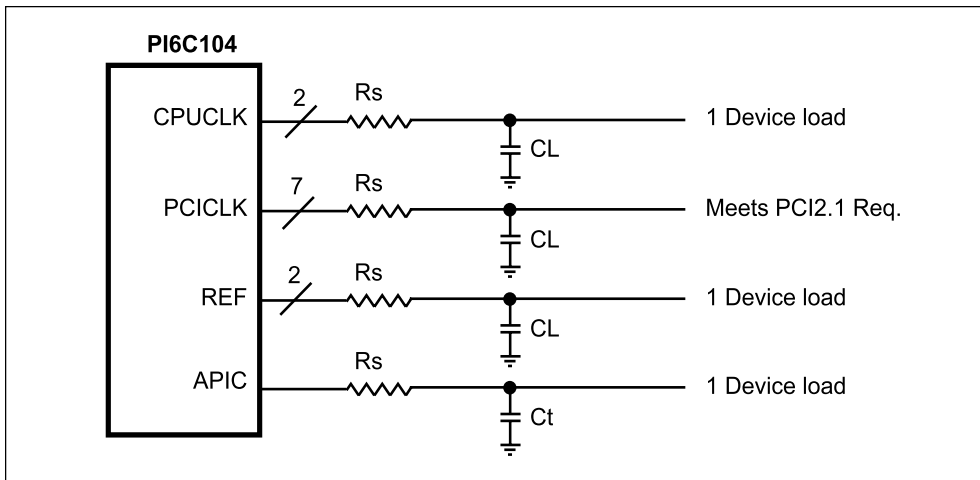 PI6C104
CPUCLK 2 Rs 1 Device load
CL
PCICLK 7 Rs Meets PCI2.1 Req.
CL
REF 2 Rs 1 Device load
CL
APIC Rs 1 Device load
Ct